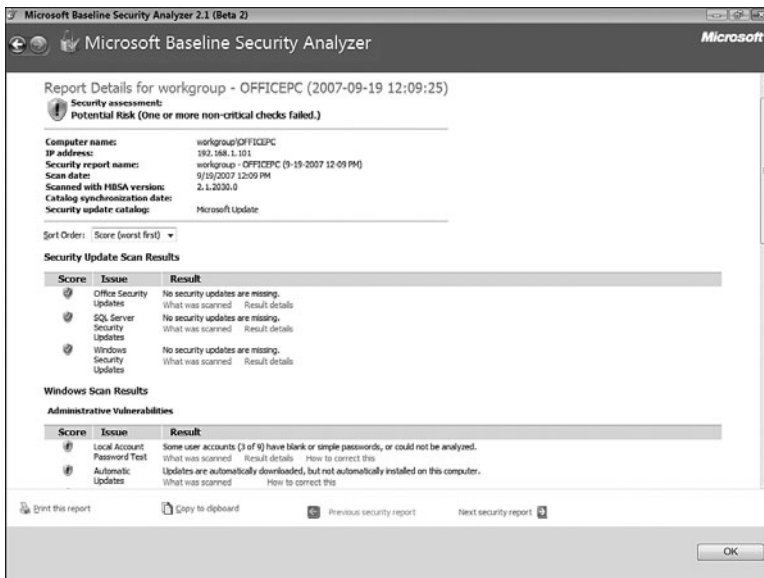 Microsoft Baseline Security Analyzer 2.1 (Beta 2)
Microsoft Baseline Security Analyzer
Microsoft
Report Details for workgroup - OFFICEPC (2007-09-19 12:09:25)
Security assessment:
Potential Risk (One or more non-critical checks failed.)
Computer name: workgroup\OFFICEPC
IP address: 192.168.1.101
Security report name: workgroup - OFFICEPC (9-19-2007 12-09 PM)
Scan date: 9/19/2007 12:09 PM
Scanned with MBSA version: 2.1.2030.0
Catalog synchronization date:
Security update catalog: Microsoft Update
Sort Order: Score (worst first)
Security Update Scan Results
Score Issue Result
Office Security Updates No security updates are missing.
What was scanned Result details
SQL Server Security Updates No security updates are missing.
What was scanned Result details
Windows Security Updates No security updates are missing.
What was scanned Result details
Windows Scan Results
Administrative Vulnerabilities
Score Issue Result
Local Account Password Test Some user accounts (3 of 9) have blank or simple passwords, or could not be analyzed.
What was scanned Result details How to correct this
Automatic Updates Updates are automatically downloaded, but not automatically installed on this computer.
What was scanned How to correct this
Print this report Copy to clipboard Previous security report Next security report
OK